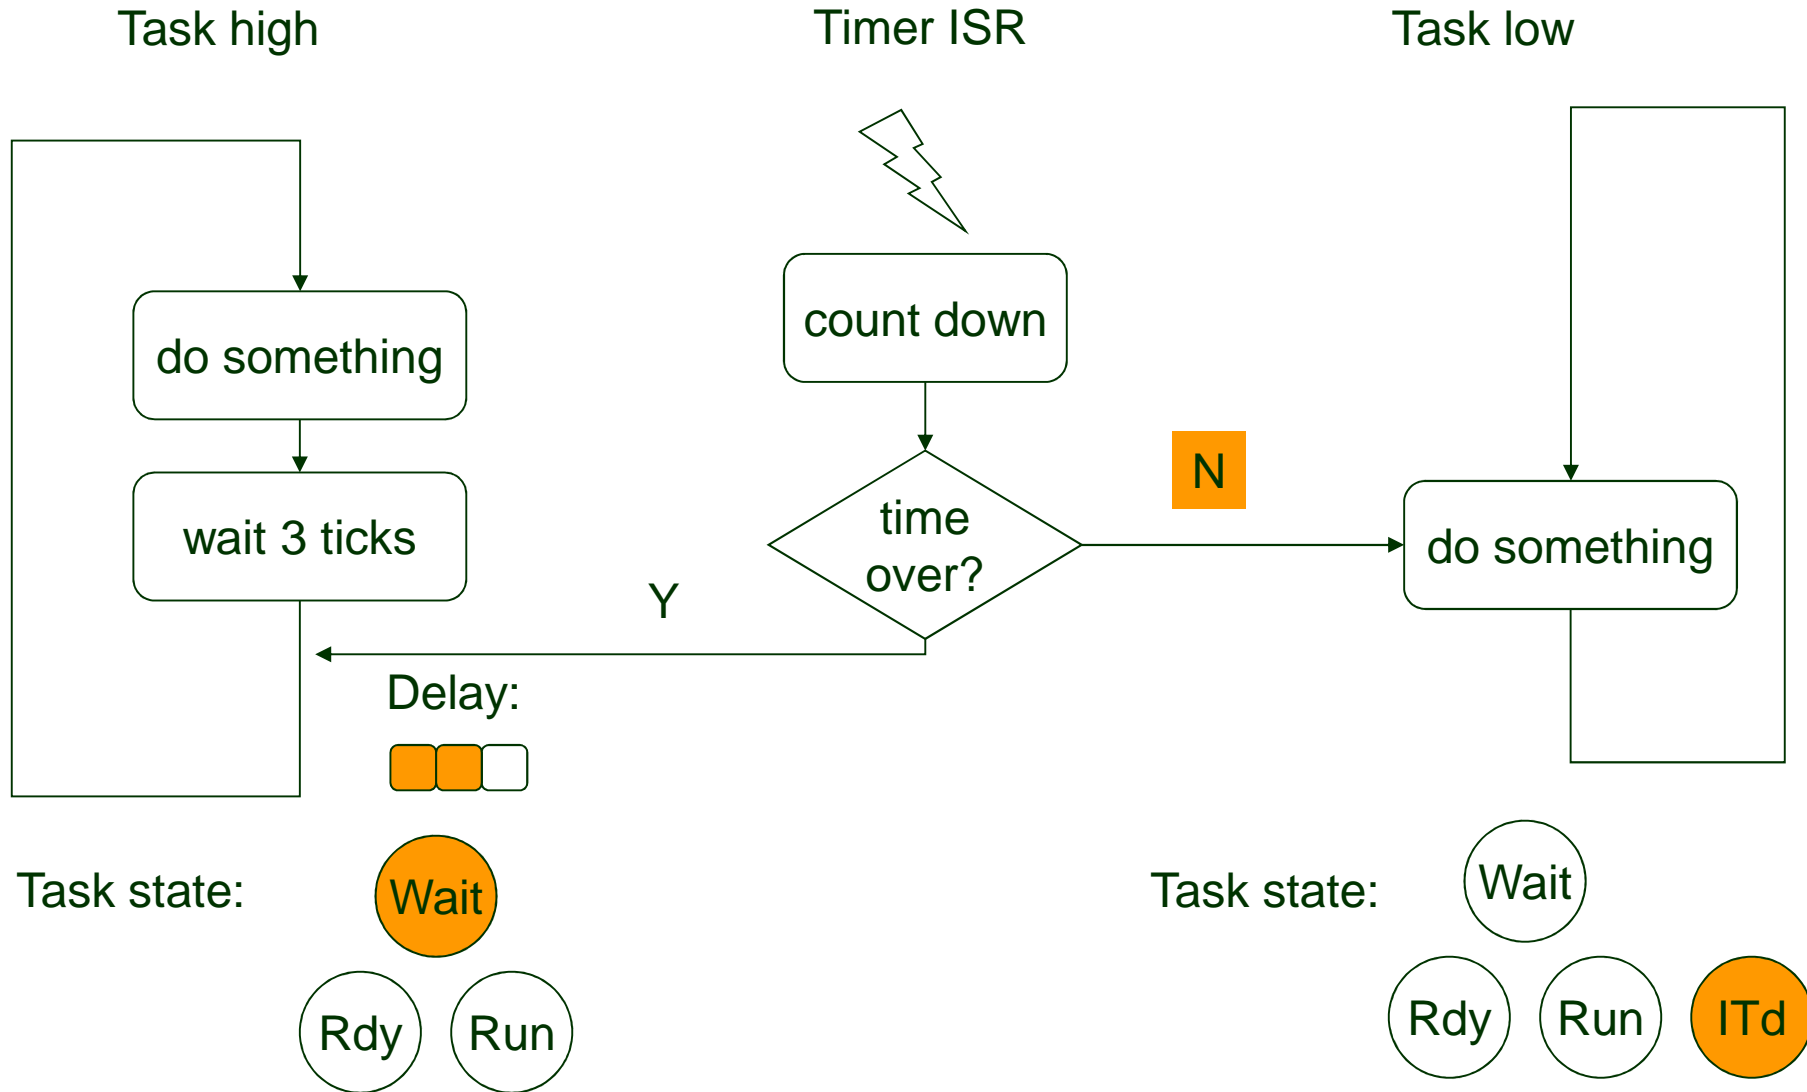 Task high
Timer ISR
Task low
do something
wait 3 ticks
count down
time
over?
N
Y
do something
Delay:
Task state:
Wait
Rdy
Run
Task state:
Wait
Rdy
Run
ITd